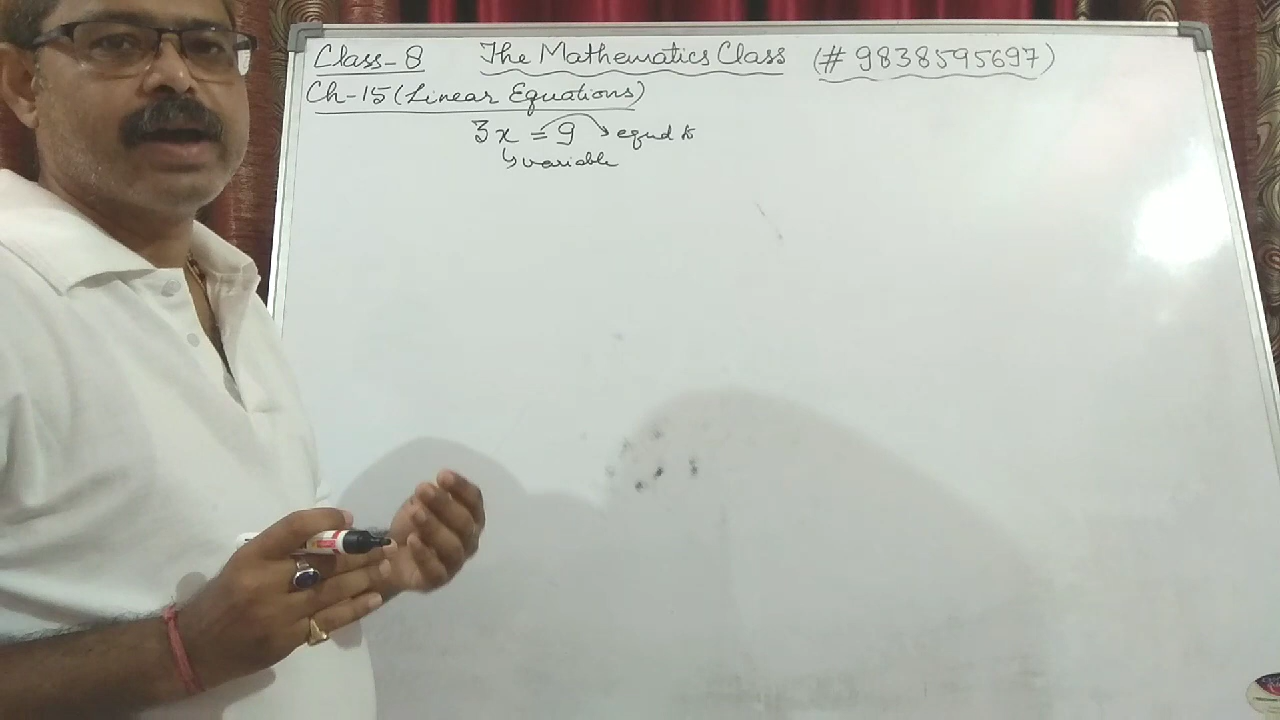 Class-8 The Mathematics Class (# 9838595697)
Ch-15 (Linear Equations)
3x = 9 → equal to
↳ variable